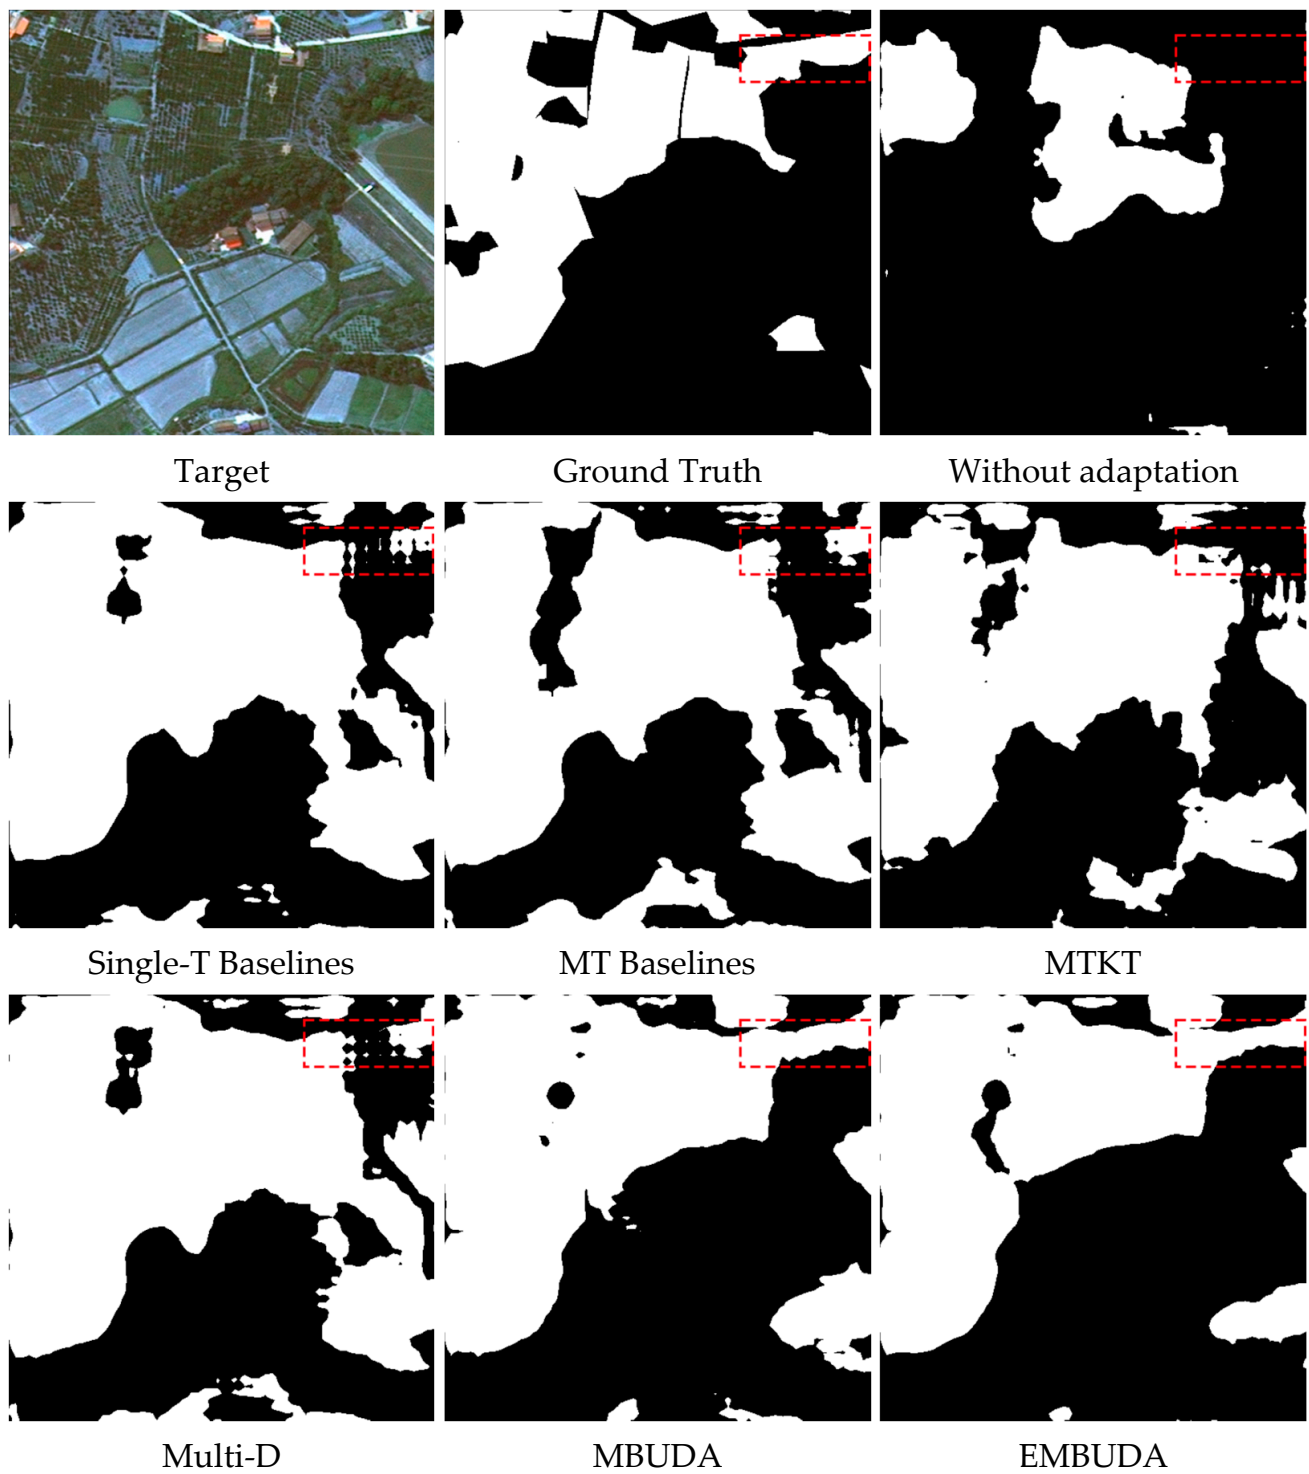 Target
Ground Truth
Without adaptation
Single-T Baselines
MT Baselines
MTKT
Multi-D
MBUDA
EMBUDA